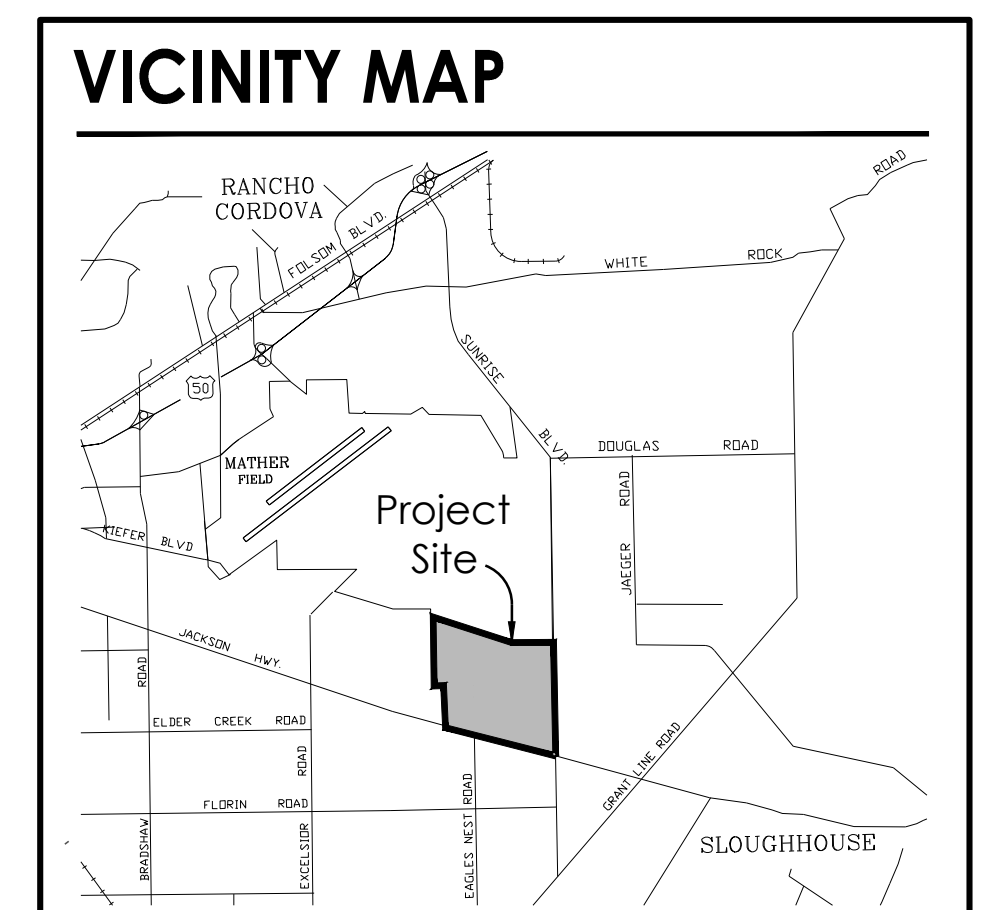 VICINITY MAP
ROAD
RANCHO
CORDOVA
FOLSOM BLVD.
WHITE ROCK
SUNRISE BLVD.
50
DOUGLAS ROAD
MATHER
FIELD
JAEGER ROAD
Project
Site
KIEFER BLVD
JACKSON HWY.
ROAD
ELDER CREEK ROAD
ROAD
GRANT LINE ROAD
EAGLES NEST ROAD
FLORIN ROAD
BRADSHAW
EXCELSIOR
SLOUGHHOUSE